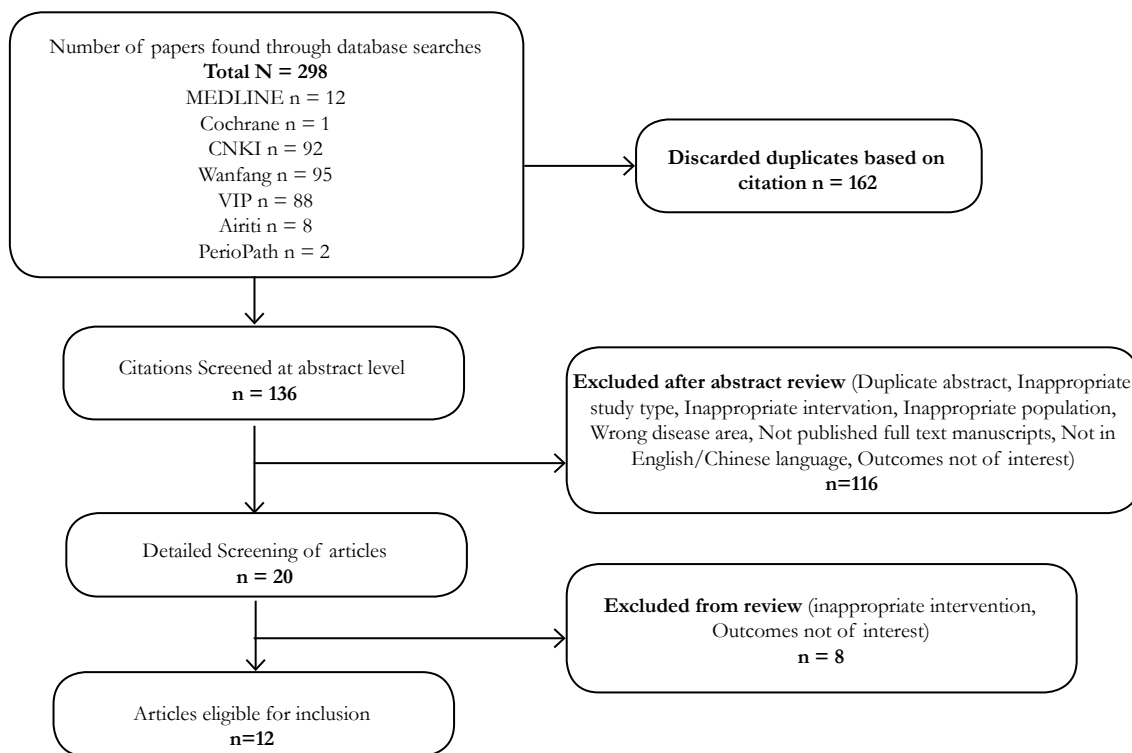 Number of papers found through database searches
Total N = 298
MEDLINE n = 12
Cochrane n = 1
CNKI n = 92
Wanfang n = 95
VIP n = 88
Airiti n = 8
PerioPath n = 2
Discarded duplicates based on
citation n = 162
Citations Screened at abstract level
n = 136
Excluded after abstract review (Duplicate abstract, Inappropriate
study type, Inappropriate intervation, Inappropriate population,
Wrong disease area, Not published full text manuscripts, Not in
English/Chinese language, Outcomes not of interest)
n=116
Detailed Screening of articles
n = 20
Excluded from review (inappropriate intervention,
Outcomes not of interest)
n = 8
Articles eligible for inclusion
n=12